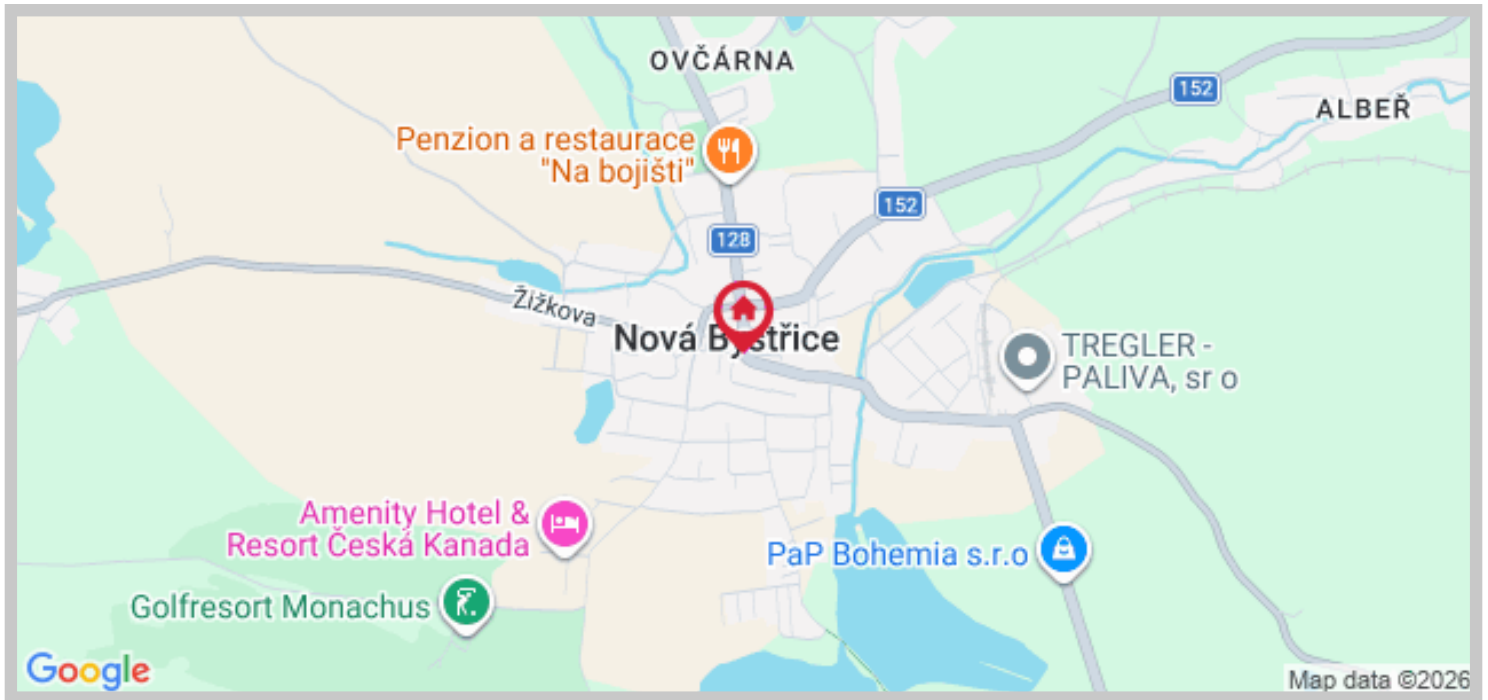 OVČÁRNA
152
ALBEŘ
Penzion a restaurace
"Na bojišti"
152
128
Žižkova
Nová Bystřice
TREGLER -
PALIVA, sr o
Amenity Hotel &
Resort Česká Kanada
PaP Bohemia s.r.o
Golfresort Monachus
Google
Map data ©2026